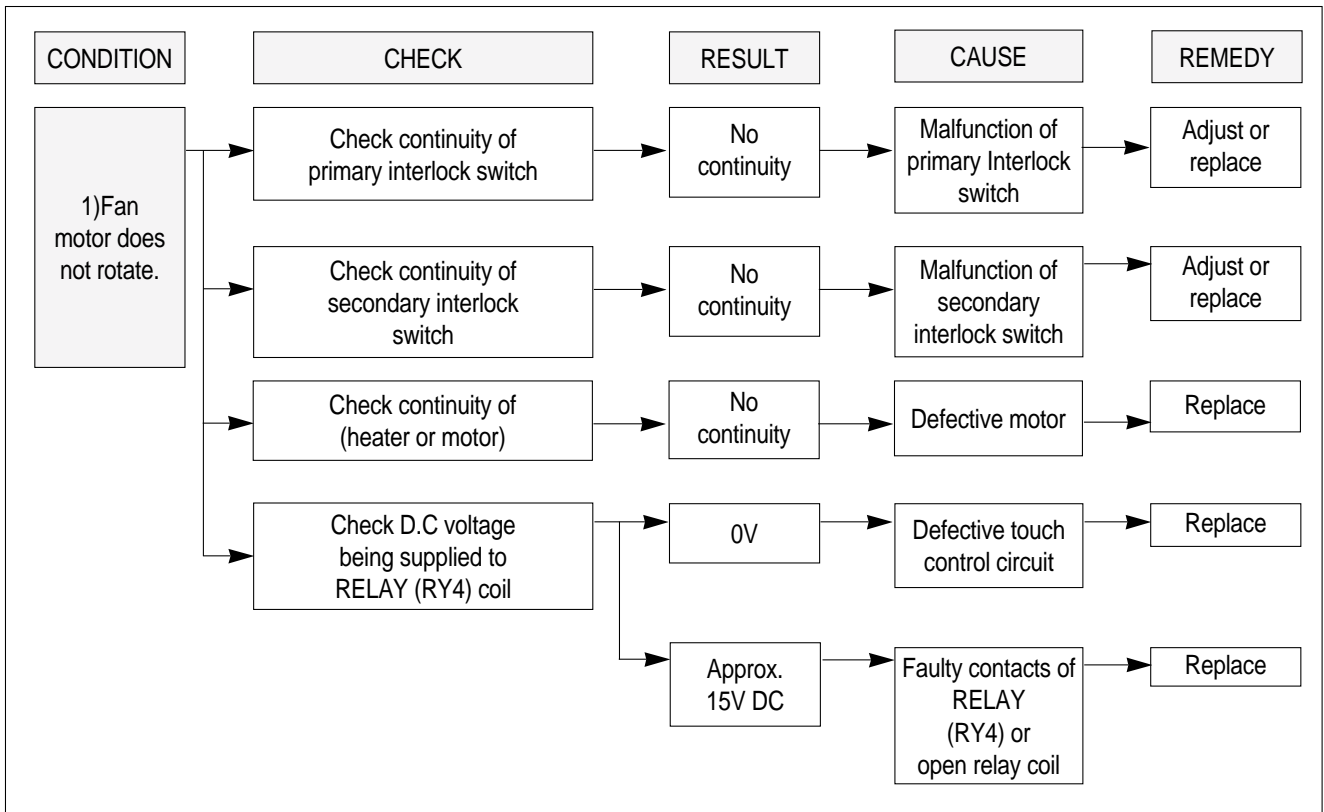 CONDITION
CHECK
RESULT
CAUSE
REMEDY
1)Fan
motor does
not rotate.
Check continuity of
primary interlock switch
No
continuity
Malfunction of
primary Interlock
switch
Adjust or
replace
Check continuity of
secondary interlock
switch
No
continuity
Malfunction of
secondary
interlock switch
Adjust or
replace
Check continuity of
(heater or motor)
No
continuity
Defective motor
Replace
Check D.C voltage
being supplied to
RELAY (RY4) coil
0V
Defective touch
control circuit
Replace
Approx.
15V DC
Faulty contacts of
RELAY
(RY4) or
open relay coil
Replace